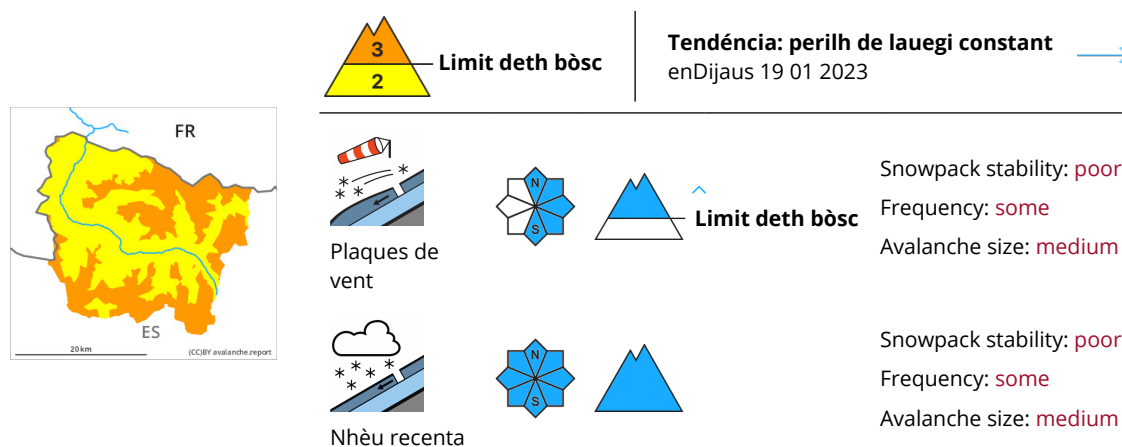 3
2
Limit deth bòsc
Tendéncia: perilh de lauegi constant
enDijaus 19 01 2023
FR
ES
20 km
(CC)BY avalanche.report
Plaques de
vent
N
S
Limit deth bòsc
Snowpack stability: poor
Frequency: some
Avalanche size: medium
Nhèu recenta
N
S
Snowpack stability: poor
Frequency: some
Avalanche size: medium